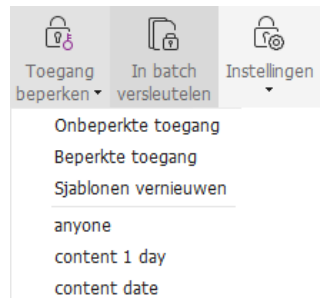 Toegang beperken
In batch versleutelen
Instellingen
Onbeperkte toegang
Beperkte toegang
Sjablonen vernieuwen
anyone
content 1 day
content date